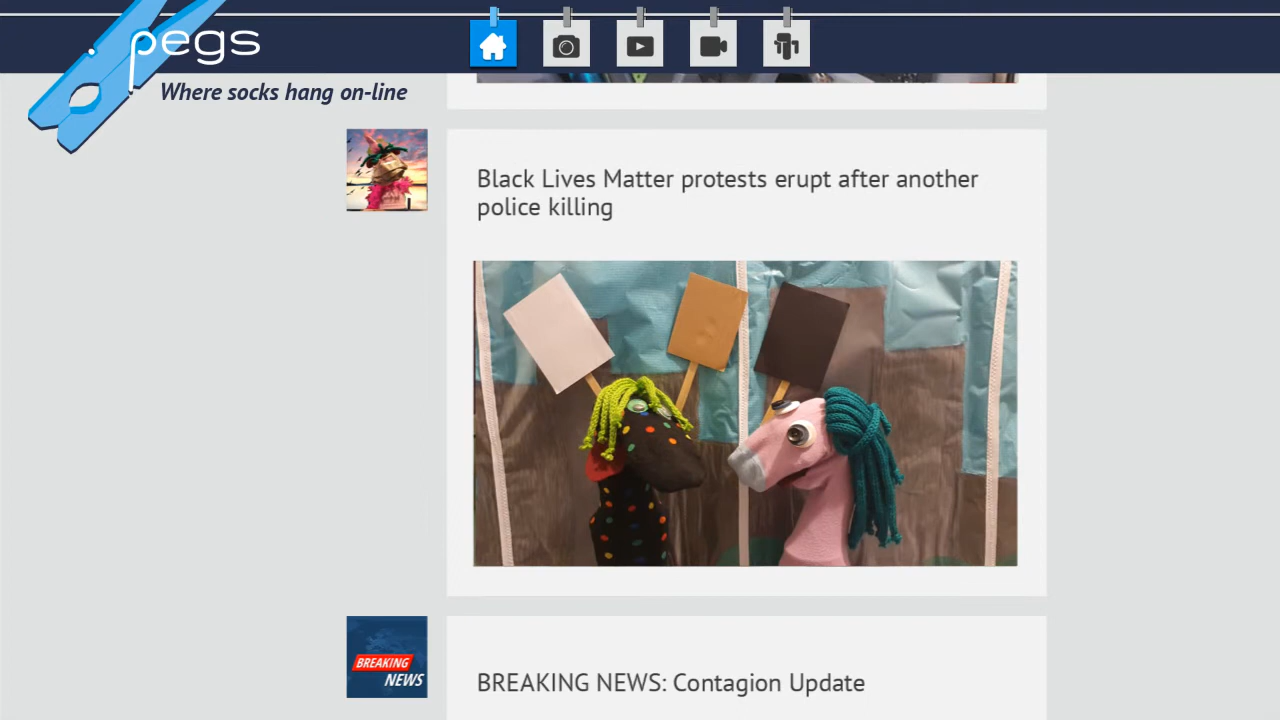 pegs
Where socks hang on-line
Black Lives Matter protests erupt after another
police killing
BREAKING
NEWS
BREAKING NEWS: Contagion Update